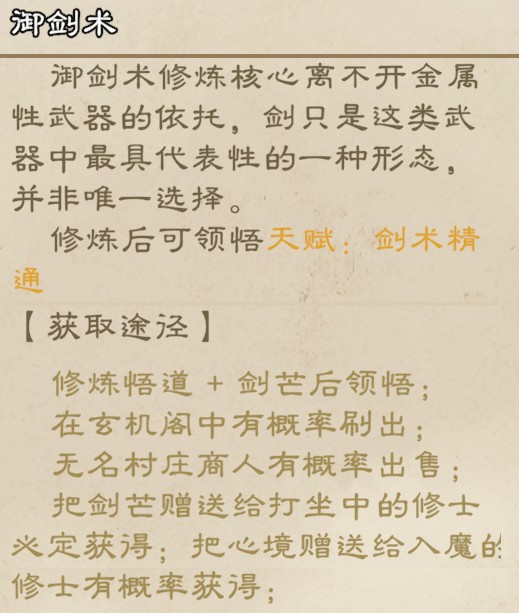 御剑术
御剑术修炼核心离不开金属
性武器的依托，剑只是这类武
器中最具代表性的一种形态，
并非唯一选择。
修炼后可领悟天赋：剑术精
通
【获取途径】
修炼悟道 + 剑芒后领悟；
在玄机阁中有概率刷出；
无名村庄商人有概率出售；
把剑芒赠送给打坐中的修士
必定获得；把心境赠送给入魔的
修士有概率获得；